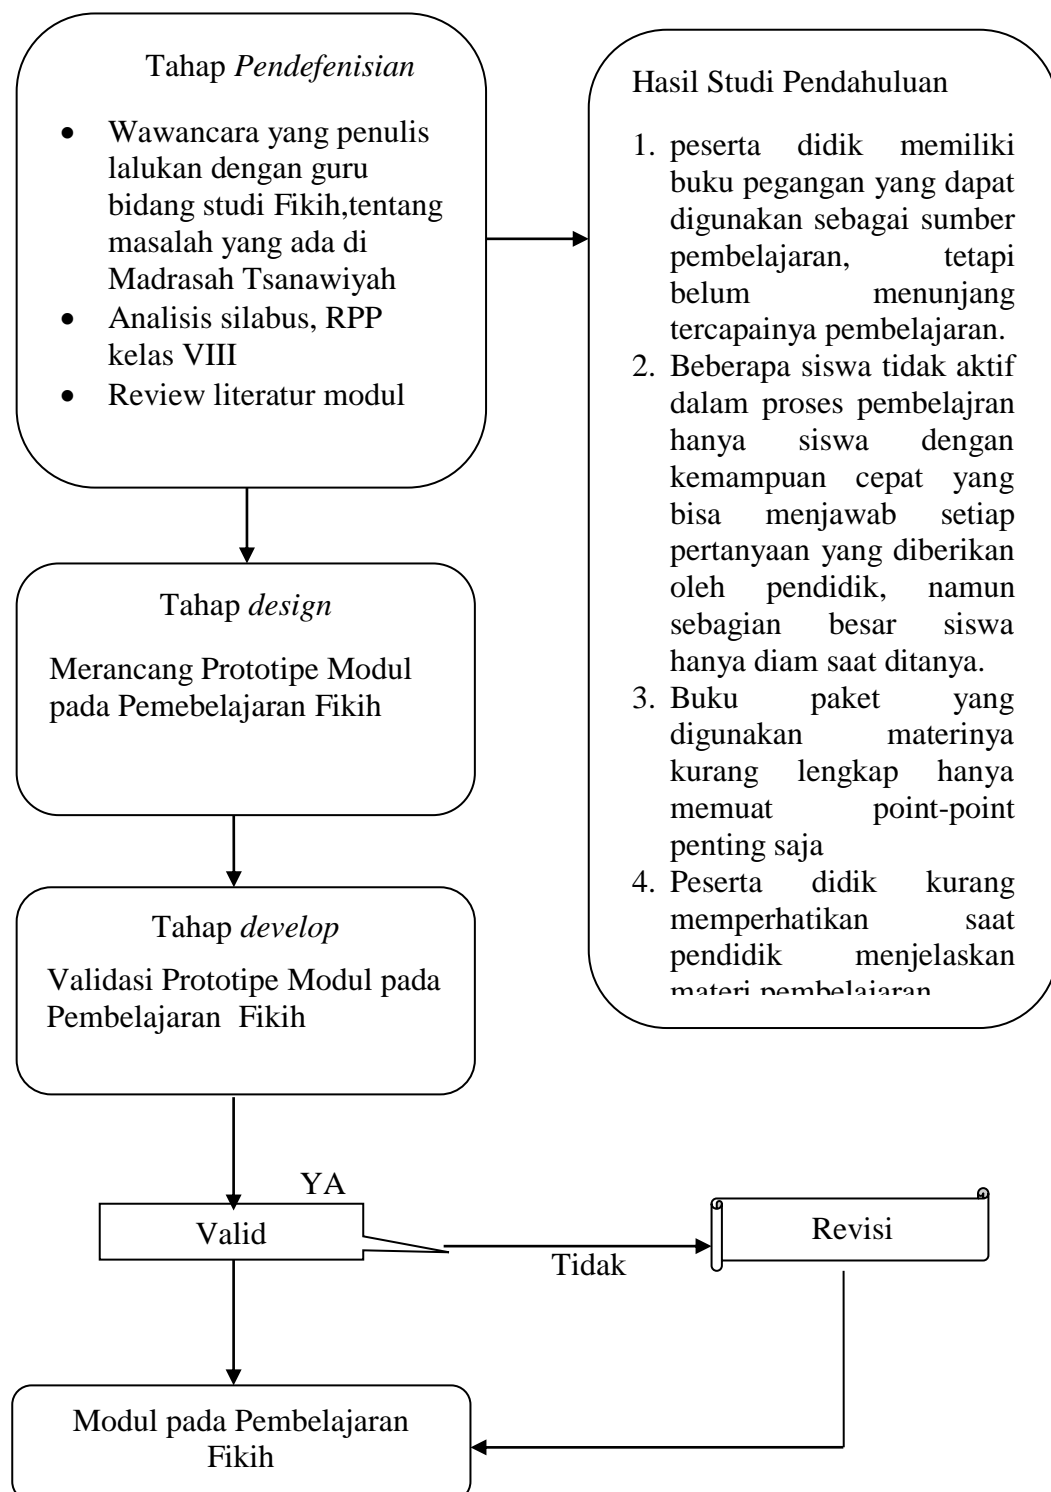 Tahap Pendefenisian
• Wawancara yang penulis
lalukan dengan guru
bidang studi Fikih,tentang
masalah yang ada di
Madrasah Tsanawiyah
• Analisis silabus, RPP
kelas VIII
• Review literatur modul
Hasil Studi Pendahuluan
1. peserta didik memiliki
buku pegangan yang dapat
digunakan sebagai sumber
pembelajaran, tetapi
belum menunjang
tercapainya pembelajaran.
2. Beberapa siswa tidak aktif
dalam proses pembelajran
hanya siswa dengan
kemampuan cepat yang
bisa menjawab setiap
pertanyaan yang diberikan
oleh pendidik, namun
sebagian besar siswa
hanya diam saat ditanya.
3. Buku paket yang
digunakan materinya
kurang lengkap hanya
memuat point-point
penting saja
4. Peserta didik kurang
memperhatikan saat
pendidik menjelaskan
materi pembelajaran
Tahap design
Merancang Prototipe Modul
pada Pemebelajaran Fikih
Tahap develop
Validasi Prototipe Modul pada
Pembelajaran Fikih
YA
Valid
Tidak
Revisi
Modul pada Pembelajaran
Fikih